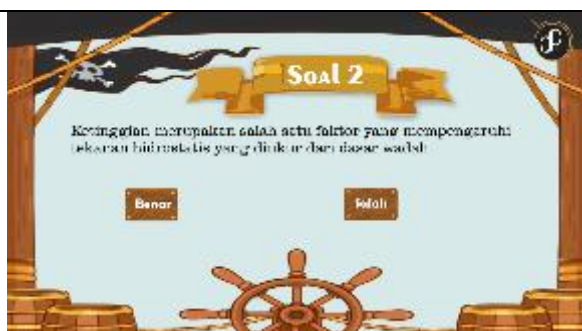 Soal 2
Ketinggian merupakan salah satu faktor yang mempengaruhi
tekanan hidrostatis yang diukur dari dasar wadah
Benar
Salah